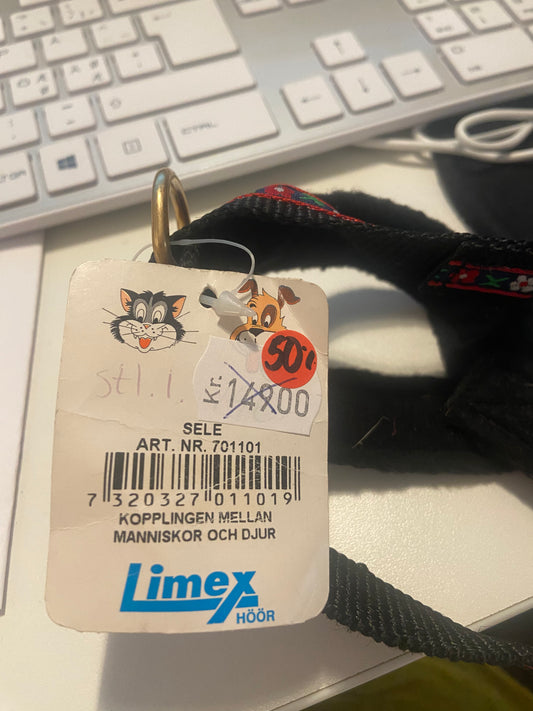 CTRL
50%
kr. 149.00
stl. 1.
SELE
ART. NR. 701101
7 320327 011019
KOPPLINGEN MELLAN
MANNISKOR OCH DJUR
Limex
HÖÖR